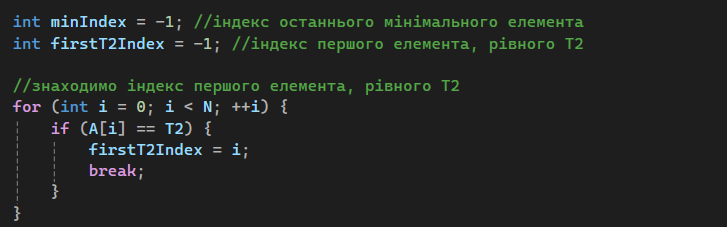 int minIndex = -1; //індекс останнього мінімального елемента
int firstT2Index = -1; //індекс першого елемента, рівного T2
//знаходимо індекс першого елемента, рівного T2
for (int i = 0; i < N; ++i) {
if (A[i] == T2) {
firstT2Index = i;
break;
}
}